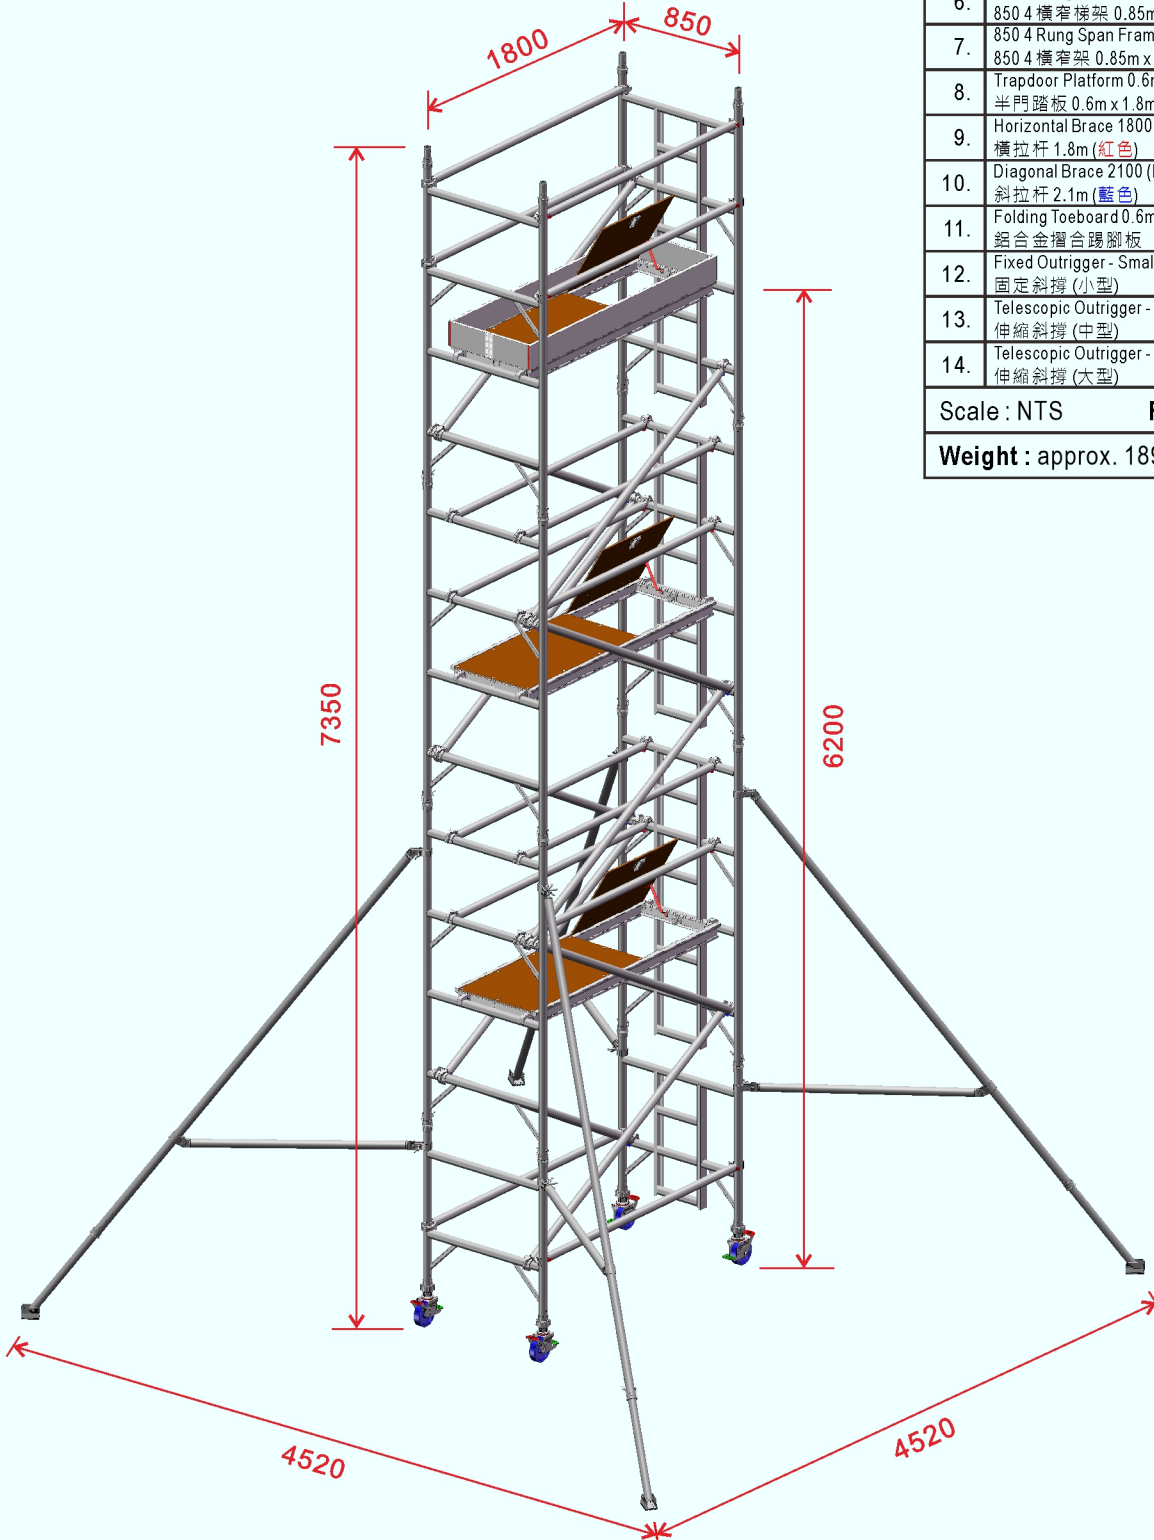 850
1800
7350
6200
4520
4520
6.
850 4 橫窄梯架 0.85m
7.
850 4 Rung Span Fram
850 4 橫窄架 0.85m x
8.
Trapdoor Platform 0.6
半門踏板 0.6m x 1.8m
9.
Horizontal Brace 1800
橫拉杆 1.8m (紅色)
10.
Diagonal Brace 2100 (
斜拉杆 2.1m (藍色)
11.
Folding Toeboard 0.6m
鋁合金摺合踢腳板
12.
Fixed Outrigger - Smal
固定斜撐 (小型)
13.
Telescopic Outrigger -
伸縮斜撐 (中型)
14.
Telescopic Outrigger -
伸縮斜撐 (大型)
Scale : NTS
Weight : approx. 189